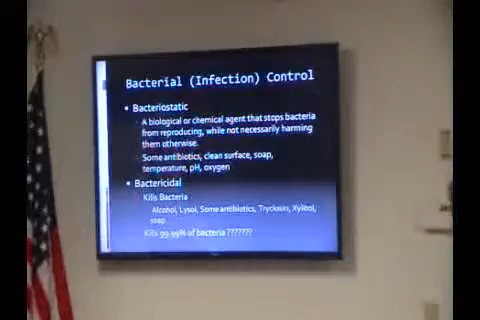 Bacterial (Infection) Control
Bacteriostatic
A biological or chemical agent that stops bacteria
from reproducing, while not necessarily harming
them otherwise.
Some antibiotics, clean surface, soap,
temperature, pH, oxygen
Bactericidal
Kills Bacteria
Alcohol, Lysol, Some antibiotics, Tryclosin, Xylitol,
soap
Kills 99.99% of bacteria ???????